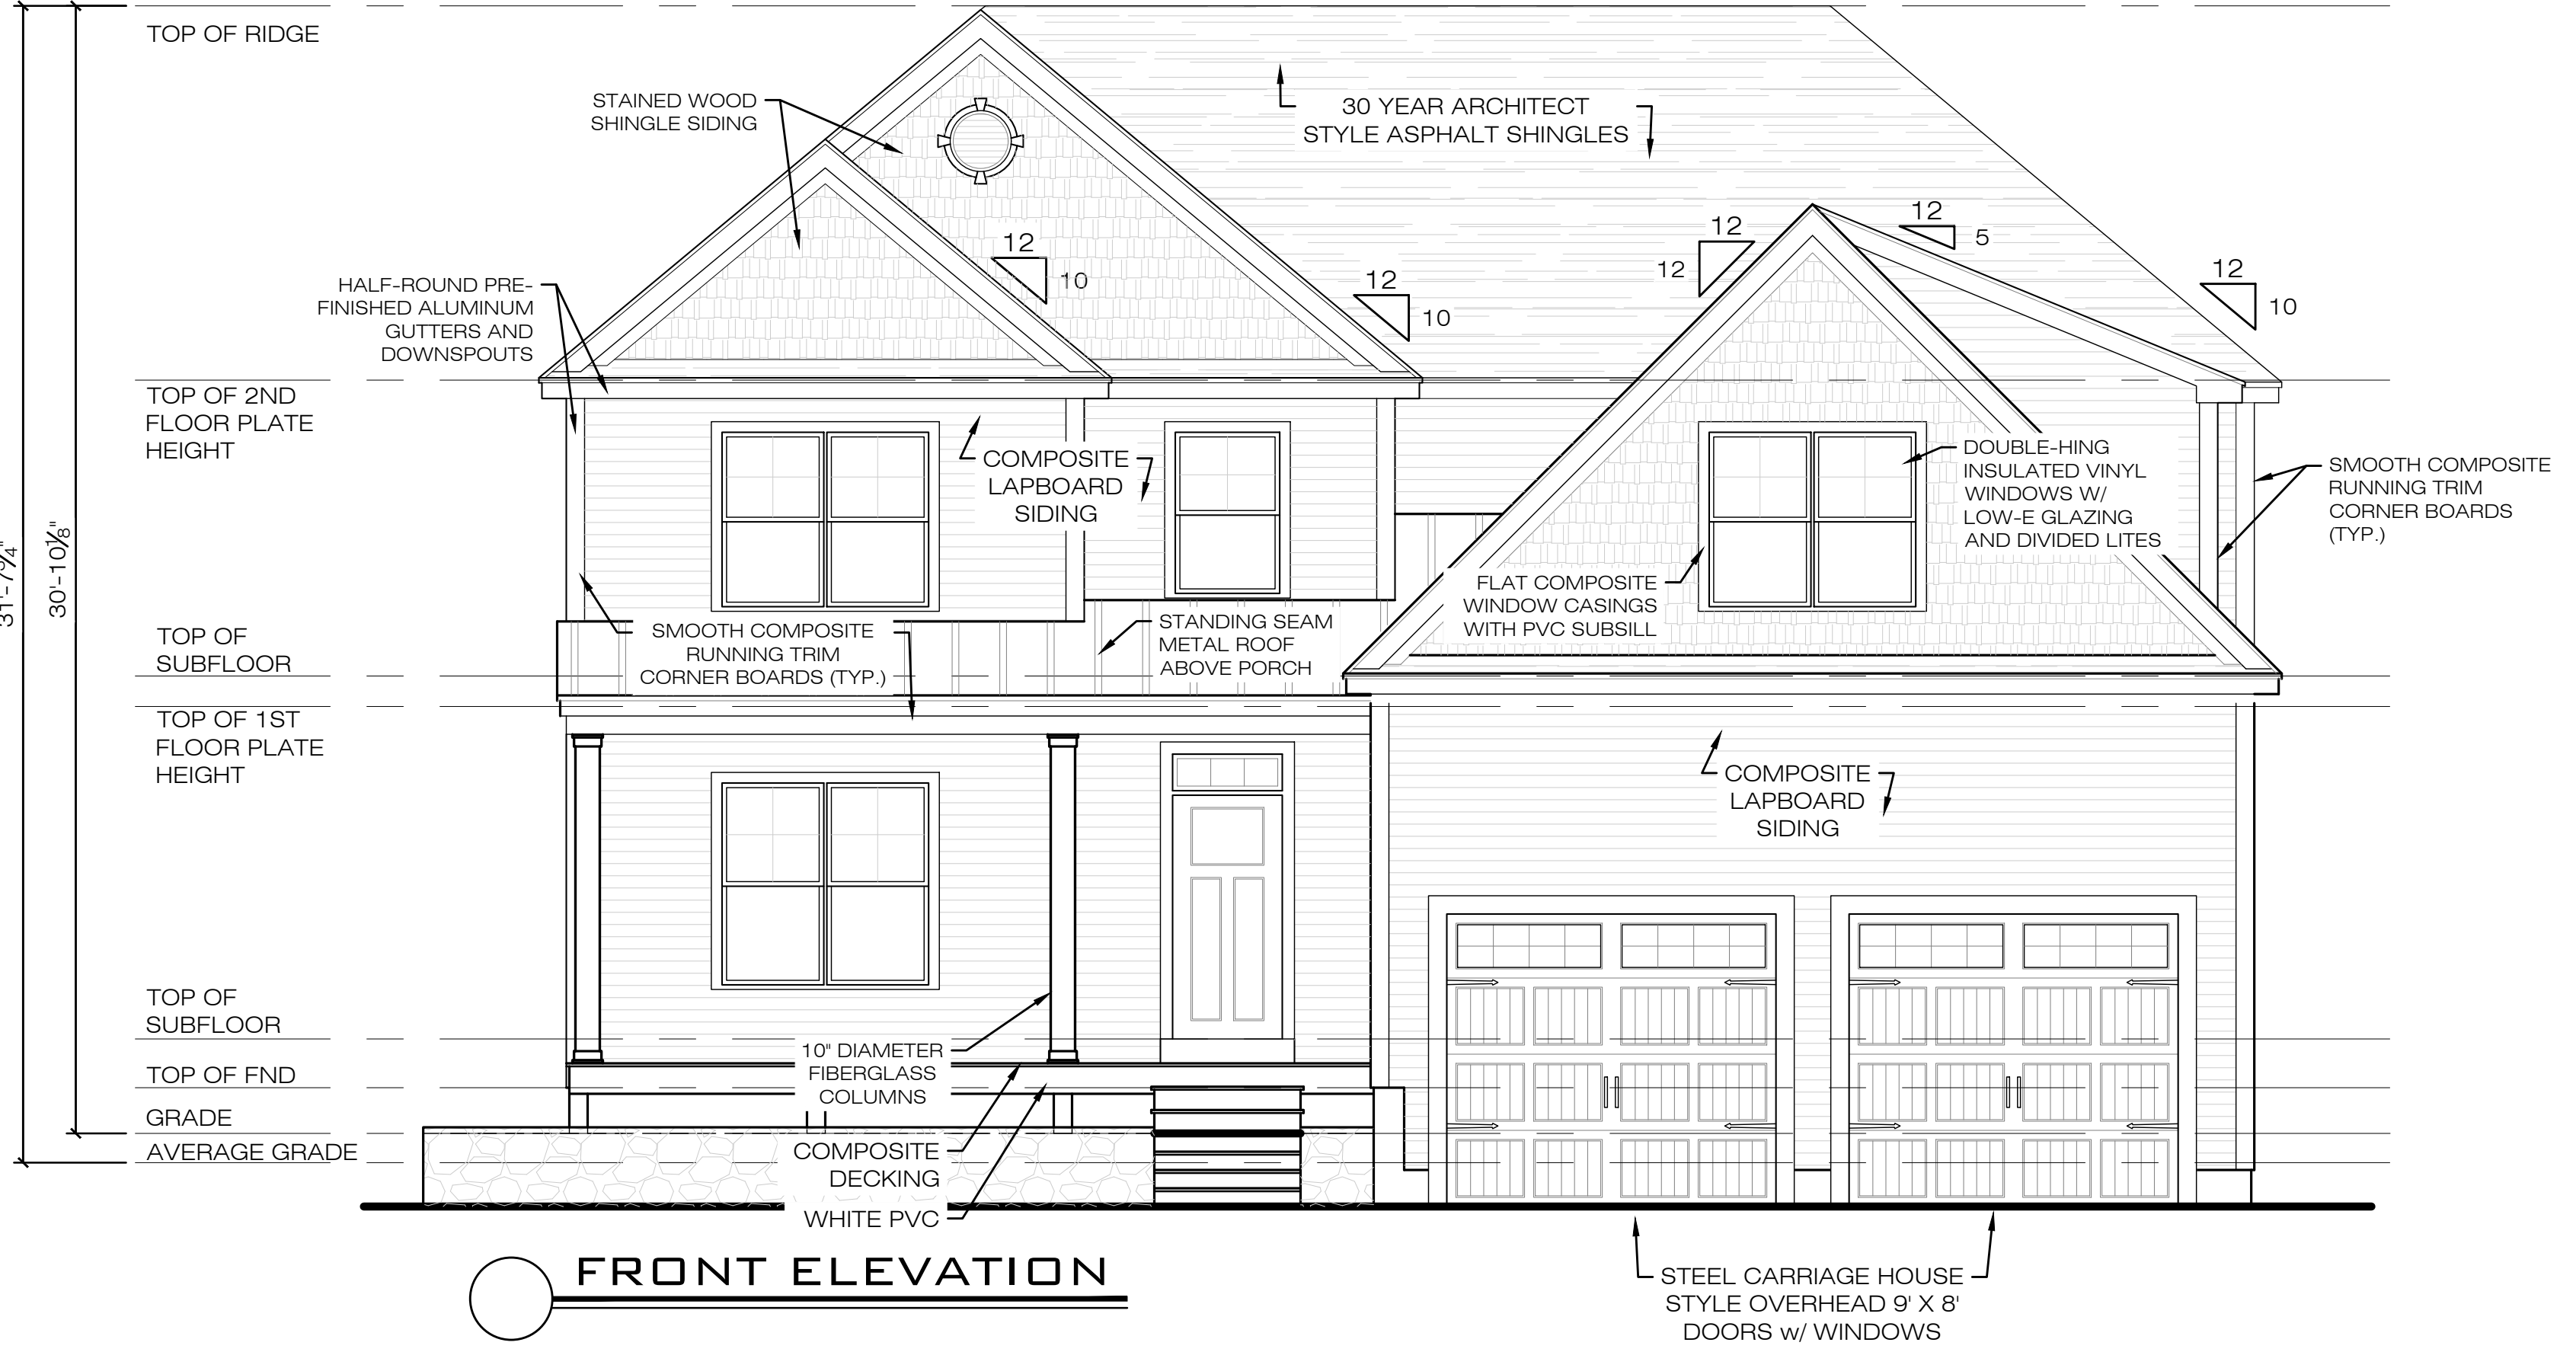 TOP OF RIDGE
STAINED WOOD
SHINGLE SIDING
30 YEAR ARCHITECT
STYLE ASPHALT SHINGLES
12
10
12
10
12
12
12
5
12
10
HALF-ROUND PRE-
FINISHED ALUMINUM
GUTTERS AND
DOWNSPOUTS
TOP OF 2ND
FLOOR PLATE
HEIGHT
COMPOSITE
LAPBOARD
SIDING
DOUBLE-HING
INSULATED VINYL
WINDOWS W/
LOW-E GLAZING
AND DIVIDED LITES
SMOOTH COMPOSITE
RUNNING TRIM
CORNER BOARDS
(TYP.)
31'-7¾"
30'-10⅛"
FLAT COMPOSITE
WINDOW CASINGS
WITH PVC SUBSILL
TOP OF
SUBFLOOR
SMOOTH COMPOSITE
RUNNING TRIM
CORNER BOARDS (TYP.)
STANDING SEAM
METAL ROOF
ABOVE PORCH
TOP OF 1ST
FLOOR PLATE
HEIGHT
COMPOSITE
LAPBOARD
SIDING
TOP OF
SUBFLOOR
10" DIAMETER
FIBERGLASS
COLUMNS
TOP OF FND
GRADE
AVERAGE GRADE
COMPOSITE
DECKING
WHITE PVC
FRONT ELEVATION
STEEL CARRIAGE HOUSE
STYLE OVERHEAD 9' X 8'
DOORS w/ WINDOWS